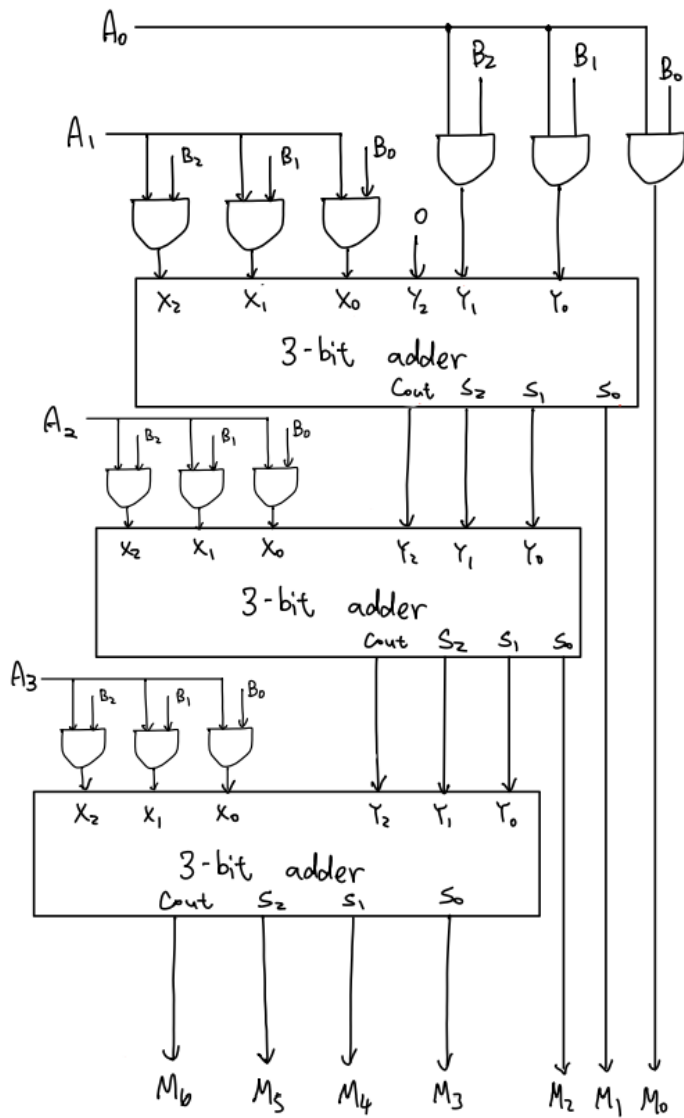 A₀
B₂ B₁ B₀
A₁
B₂ B₁ B₀
0
X₂ X₁ X₀ Y₂ Y₁ Y₀
3-bit adder
Cout S₂ S₁ S₀
A₂
B₂ B₁ B₀
X₂ X₁ X₀ Y₂ Y₁ Y₀
3-bit adder
Cout S₂ S₁ S₀
A₃
B₂ B₁ B₀
X₂ X₁ X₀ Y₂ Y₁ Y₀
3-bit adder
Cout S₂ S₁ S₀
M₆ M₅ M₄ M₃ M₂ M₁ M₀